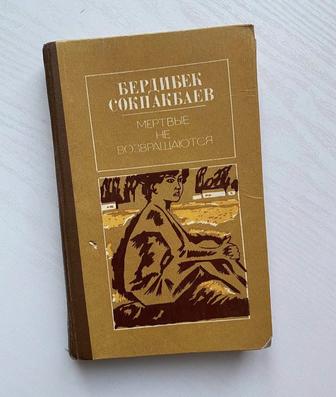 БЕРДИБЕК
СОКПАКБАЕВ
МЕРТВЫЕ
НЕ
ВОЗВРАЩАЮТСЯ